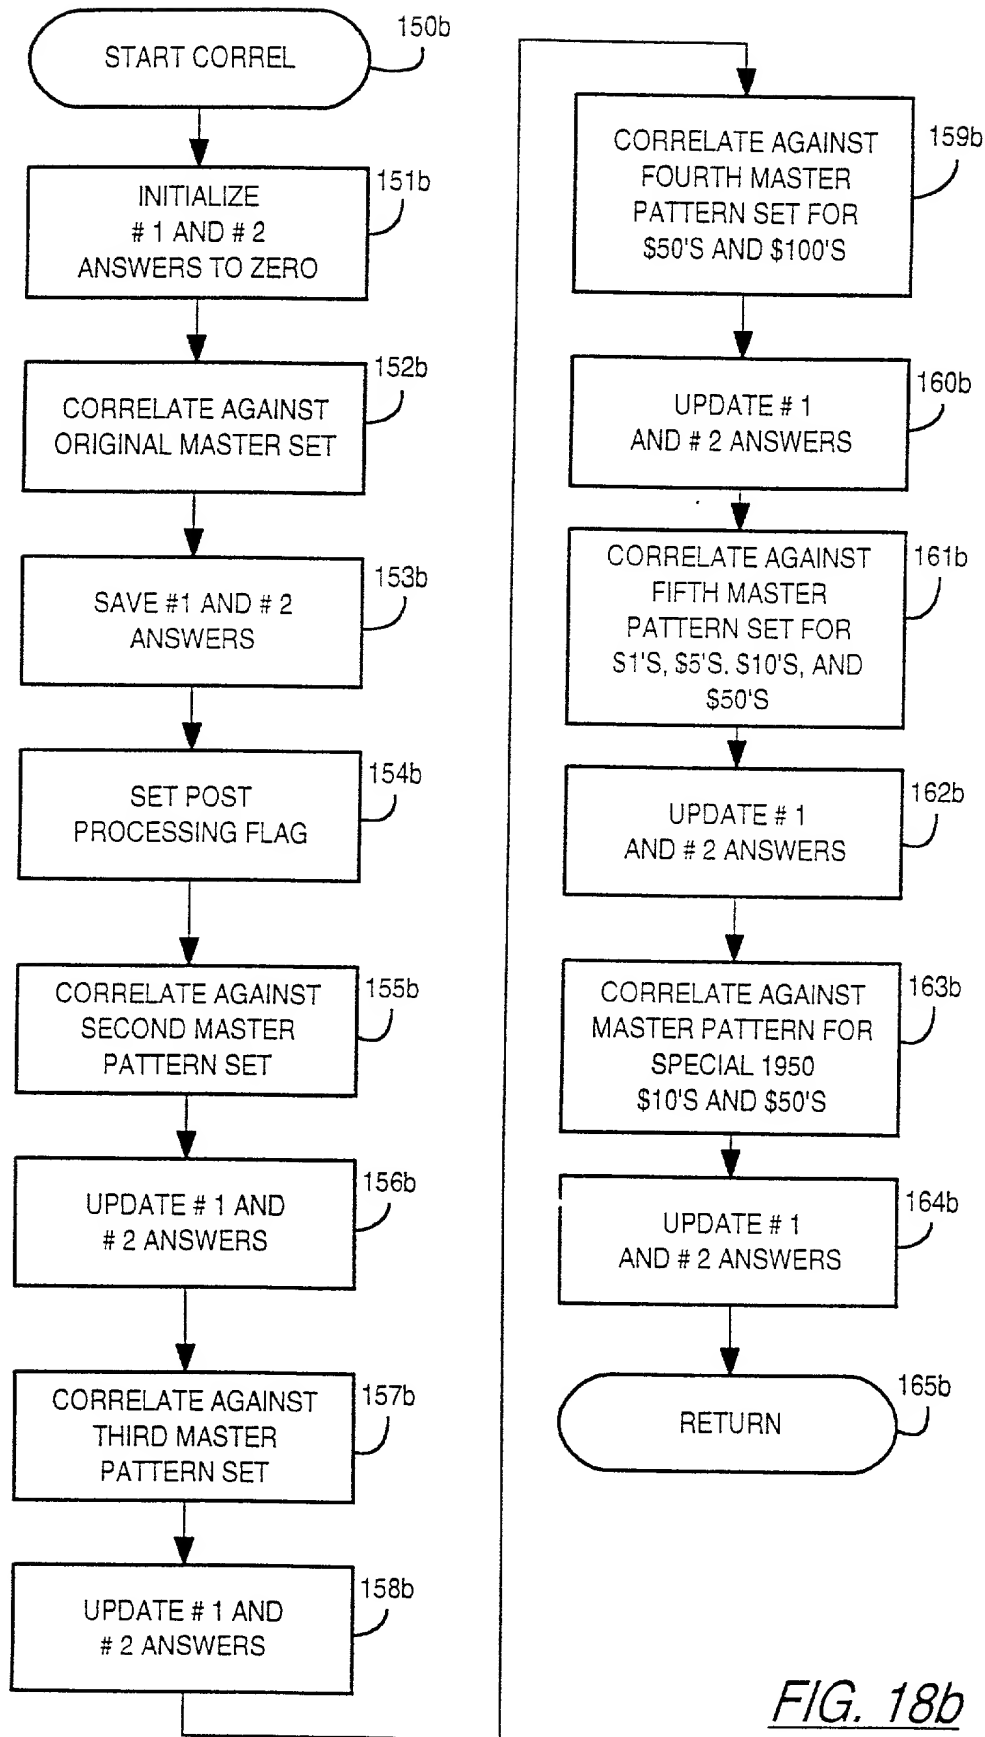 START CORREL
150b
INITIALIZE
# 1 AND # 2
ANSWERS TO ZERO
151b
CORRELATE AGAINST
ORIGINAL MASTER SET
152b
SAVE #1 AND # 2
ANSWERS
153b
SET POST
PROCESSING FLAG
154b
CORRELATE AGAINST
SECOND MASTER
PATTERN SET
155b
UPDATE # 1 AND
# 2 ANSWERS
156b
CORRELATE AGAINST
THIRD MASTER
PATTERN SET
157b
UPDATE # 1 AND
# 2 ANSWERS
158b
CORRELATE AGAINST
FOURTH MASTER
PATTERN SET FOR
$50'S AND $100'S
159b
UPDATE # 1
AND # 2 ANSWERS
160b
CORRELATE AGAINST
FIFTH MASTER
PATTERN SET FOR
S1'S, $5'S. S10'S, AND
$50'S
161b
UPDATE # 1
AND # 2 ANSWERS
162b
CORRELATE AGAINST
MASTER PATTERN FOR
SPECIAL 1950
$10'S AND $50'S
163b
UPDATE # 1
AND # 2 ANSWERS
164b
RETURN
165b
FIG. 18b